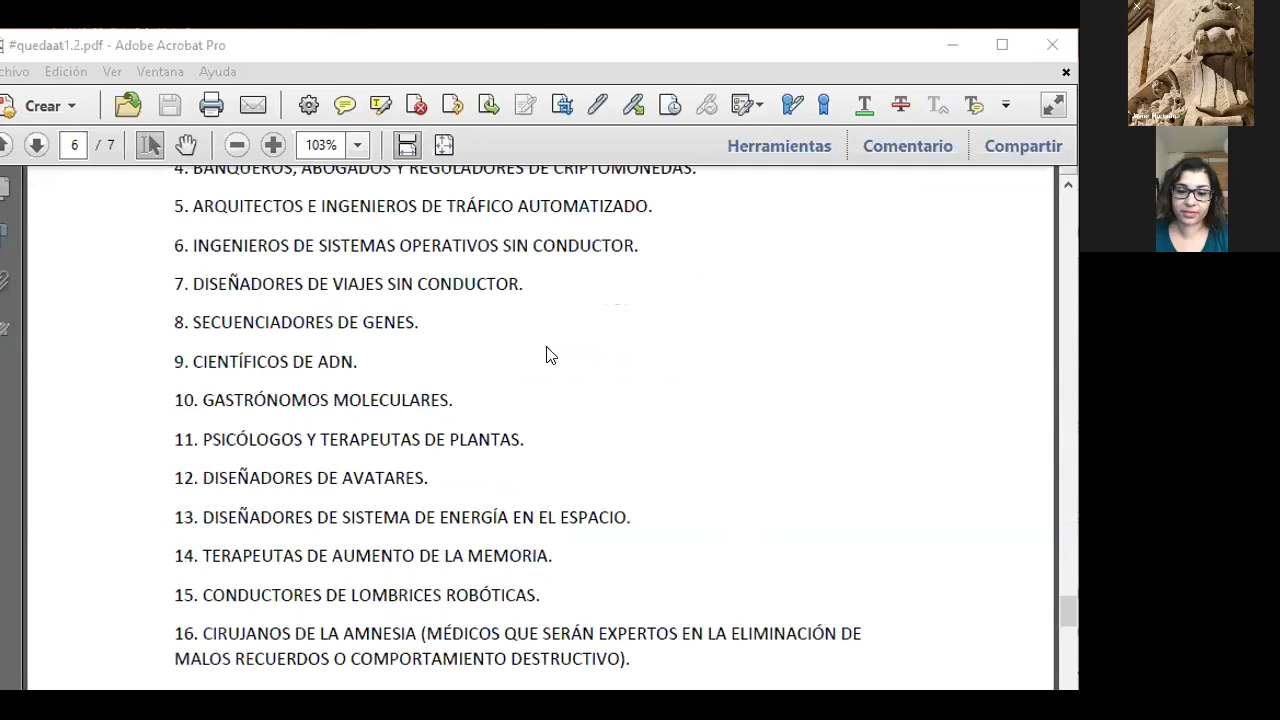 #quedaat1.2.pdf - Adobe Acrobat Pro
chivo Edición Ver Ventana Ayuda
Crear
6 / 7 103% Herramientas Comentario Compartir
4. BANQUEROS, ABOGADOS Y REGULADORES DE CRIPTOMONEDAS.
5. ARQUITECTOS E INGENIEROS DE TRÁFICO AUTOMATIZADO.
6. INGENIEROS DE SISTEMAS OPERATIVOS SIN CONDUCTOR.
7. DISEÑADORES DE VIAJES SIN CONDUCTOR.
8. SECUENCIADORES DE GENES.
9. CIENTÍFICOS DE ADN.
10. GASTRÓNOMOS MOLECULARES.
11. PSICÓLOGOS Y TERAPEUTAS DE PLANTAS.
12. DISEÑADORES DE AVATARES.
13. DISEÑADORES DE SISTEMA DE ENERGÍA EN EL ESPACIO.
14. TERAPEUTAS DE AUMENTO DE LA MEMORIA.
15. CONDUCTORES DE LOMBRICES ROBÓTICAS.
16. CIRUJANOS DE LA AMNESIA (MÉDICOS QUE SERÁN EXPERTOS EN LA ELIMINACIÓN DE
MALOS RECUERDOS O COMPORTAMIENTO DESTRUCTIVO).